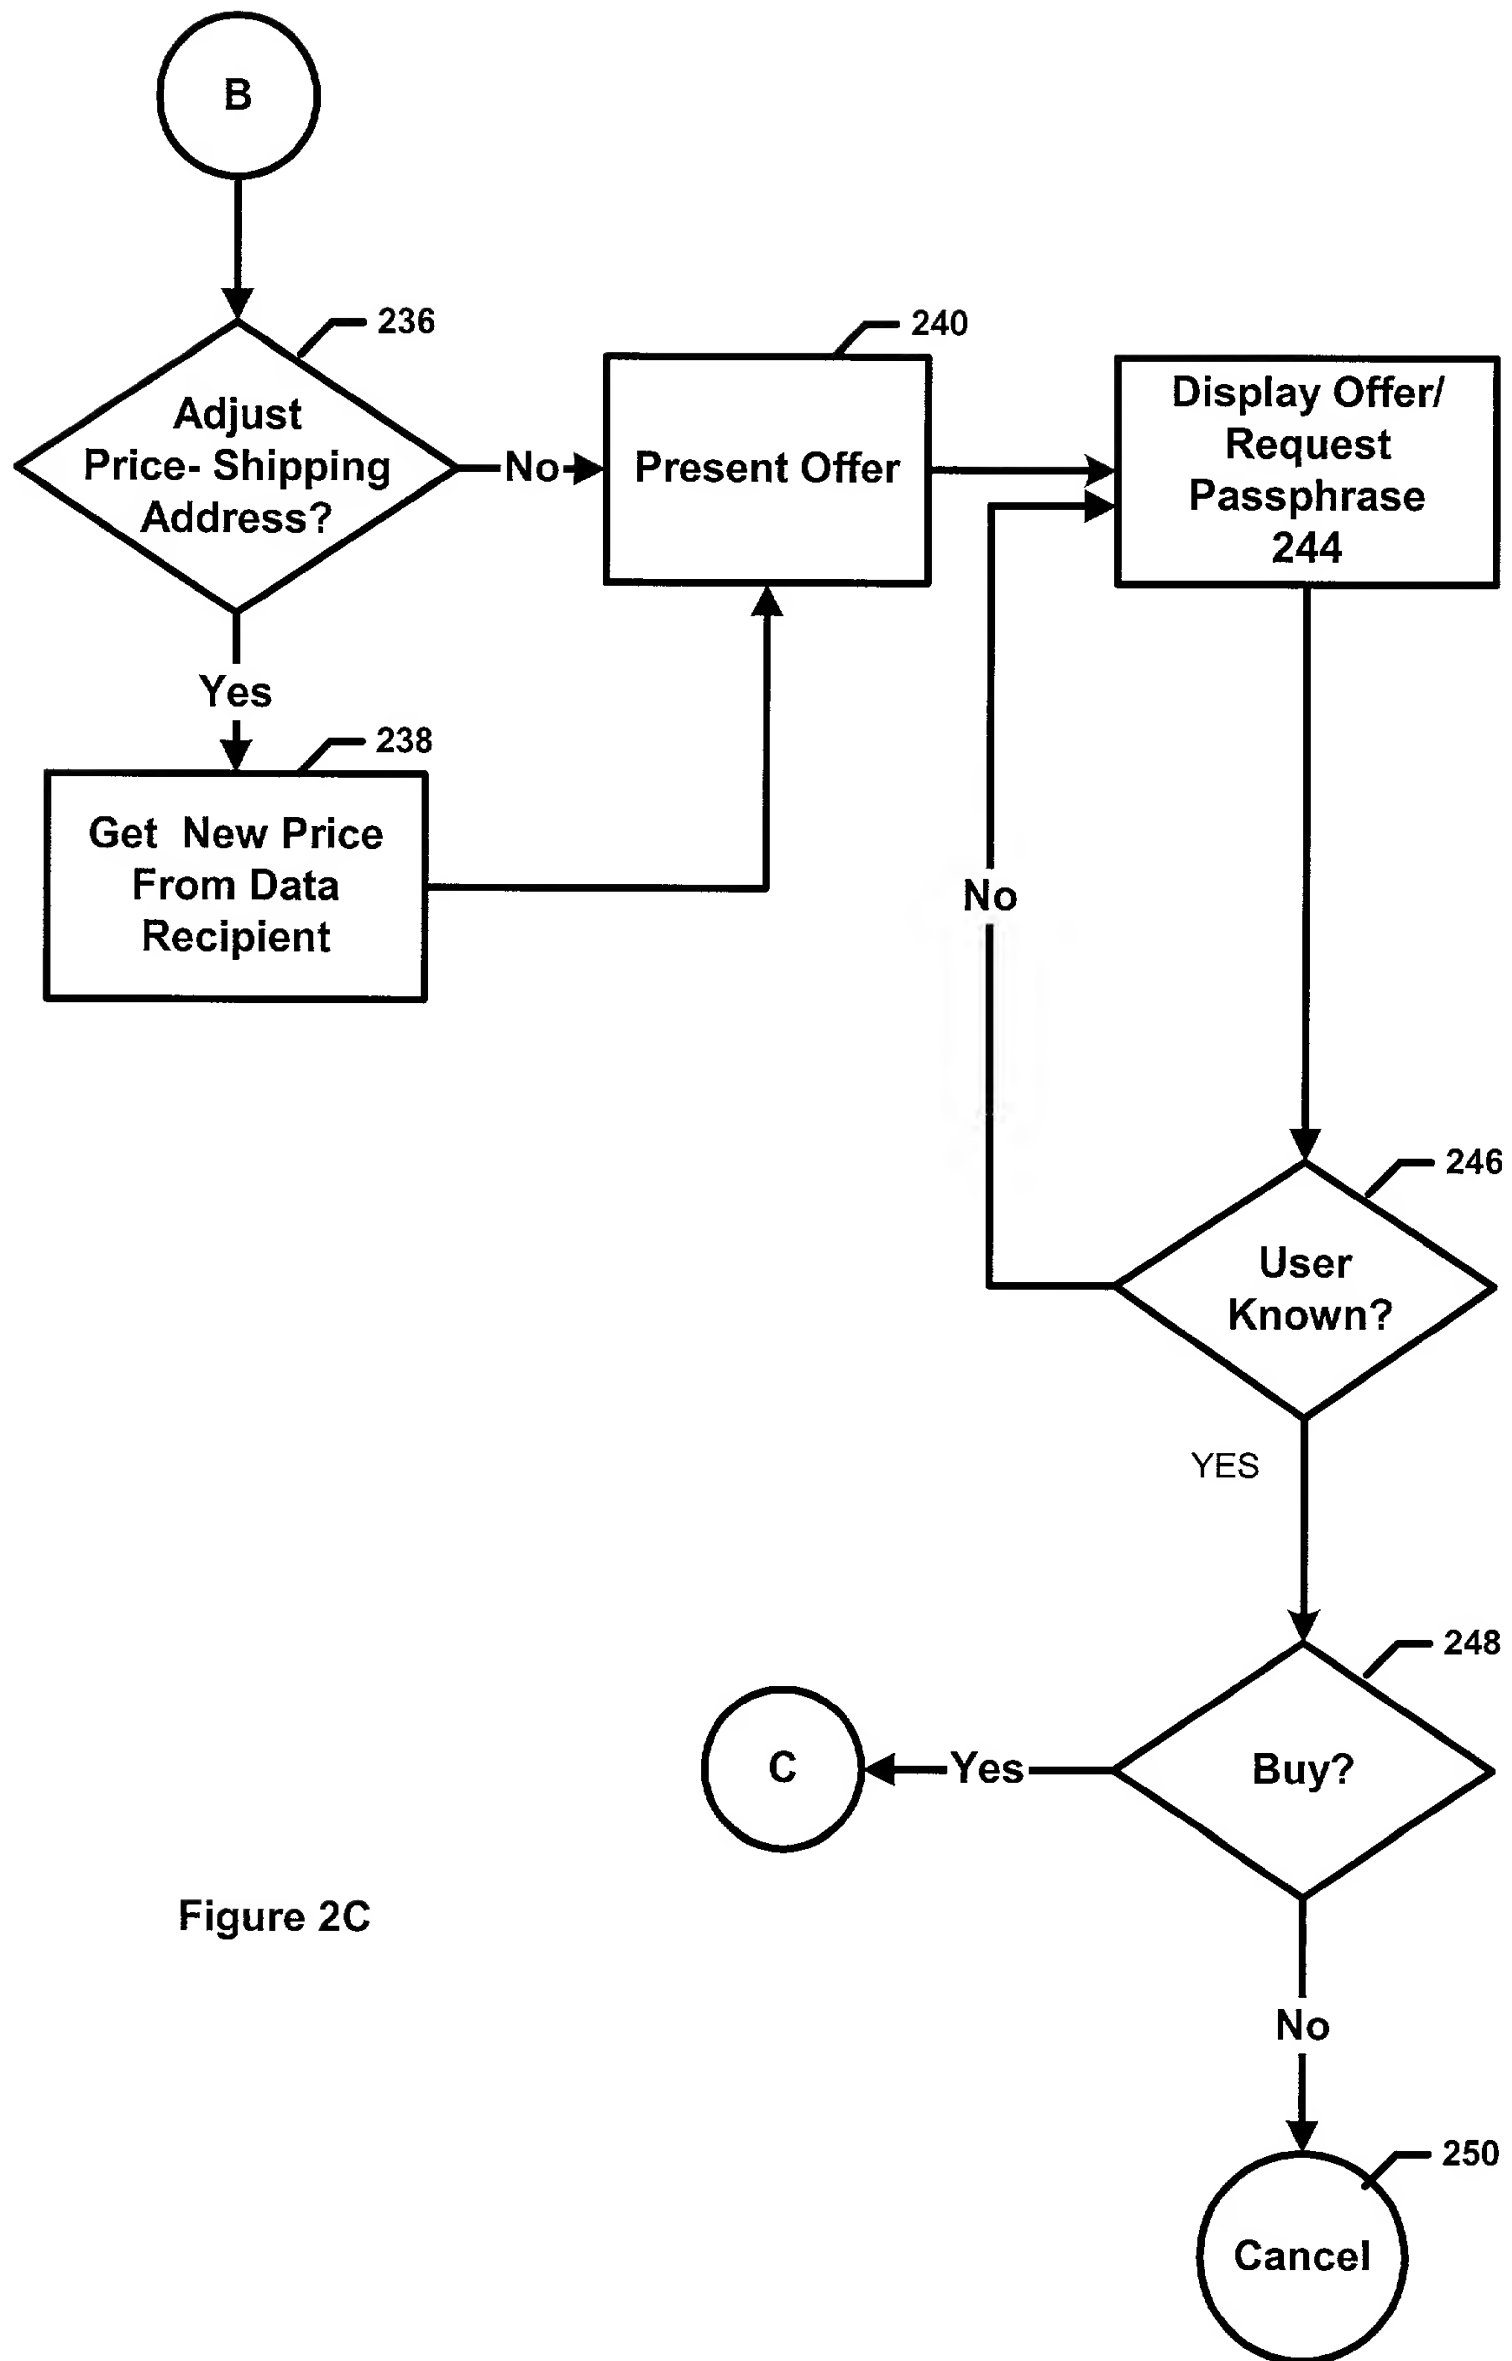 B
236
Adjust
Price- Shipping
Address?
No
240
Present Offer
Display Offer/
Request
Passphrase
244
Yes
238
Get New Price
From Data
Recipient
No
246
User
Known?
YES
248
Buy?
Yes
C
Figure 2C
No
250
Cancel